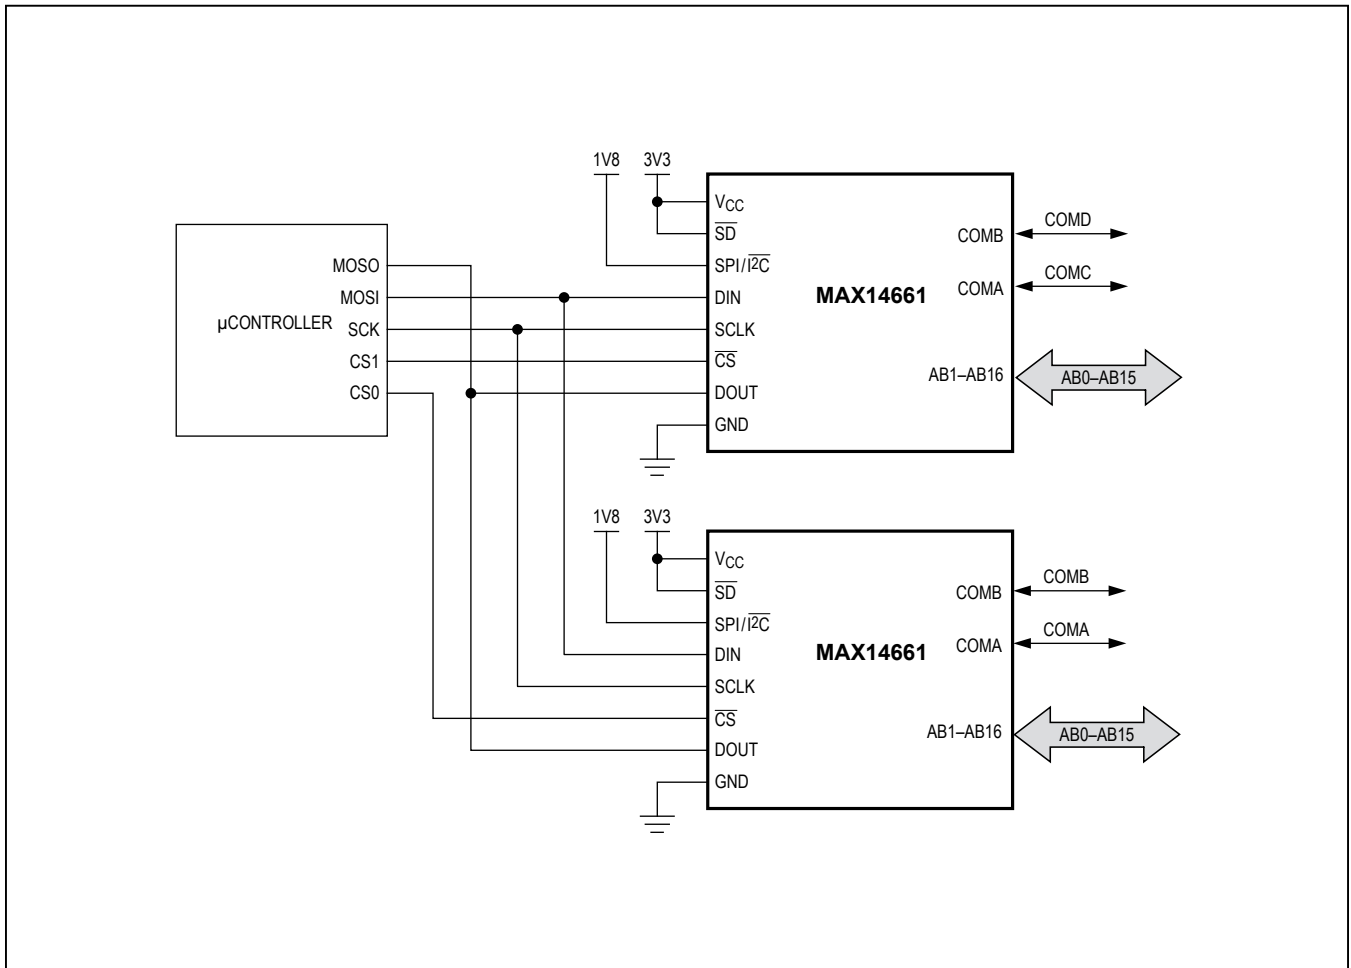 1V8 3V3
VCC
SD
SPI/I2C
DIN
SCLK
CS
DOUT
GND
MAX14661
COMB
COMA
AB1–AB16
COMD
COMC
AB0–AB15
MOSO
MOSI
SCK
CS1
CS0
µCONTROLLER
1V8 3V3
VCC
SD
SPI/I2C
DIN
SCLK
CS
DOUT
GND
MAX14661
COMB
COMA
AB1–AB16
COMB
COMA
AB0–AB15